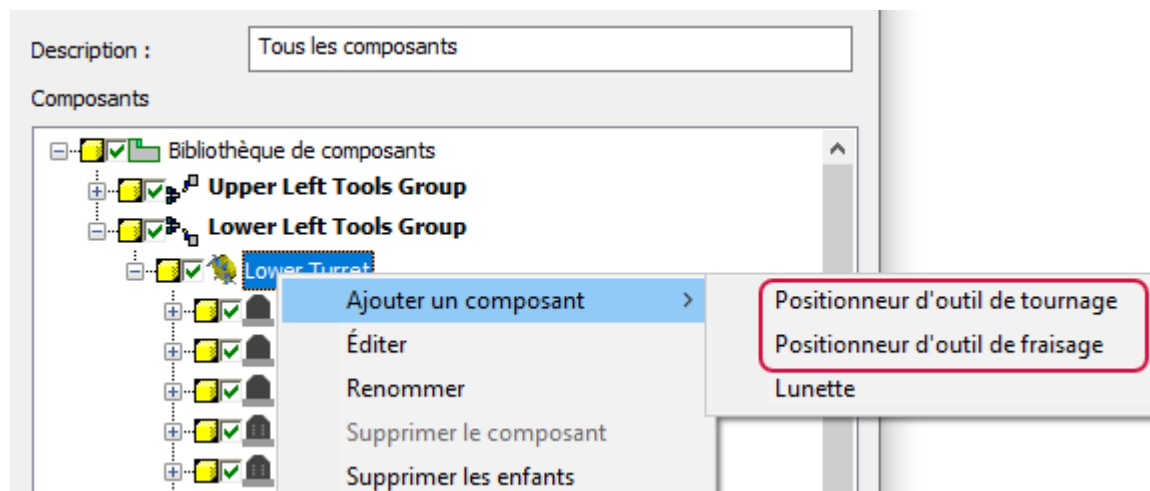 Description : Tous les composants
Composants
Bibliothèque de composants
Upper Left Tools Group
Lower Left Tools Group
Lower Turret
Ajouter un composant > Positionneur d'outil de tournage
Éditer Positionneur d'outil de fraisage
Renommer Lunette
Supprimer le composant
Supprimer les enfants